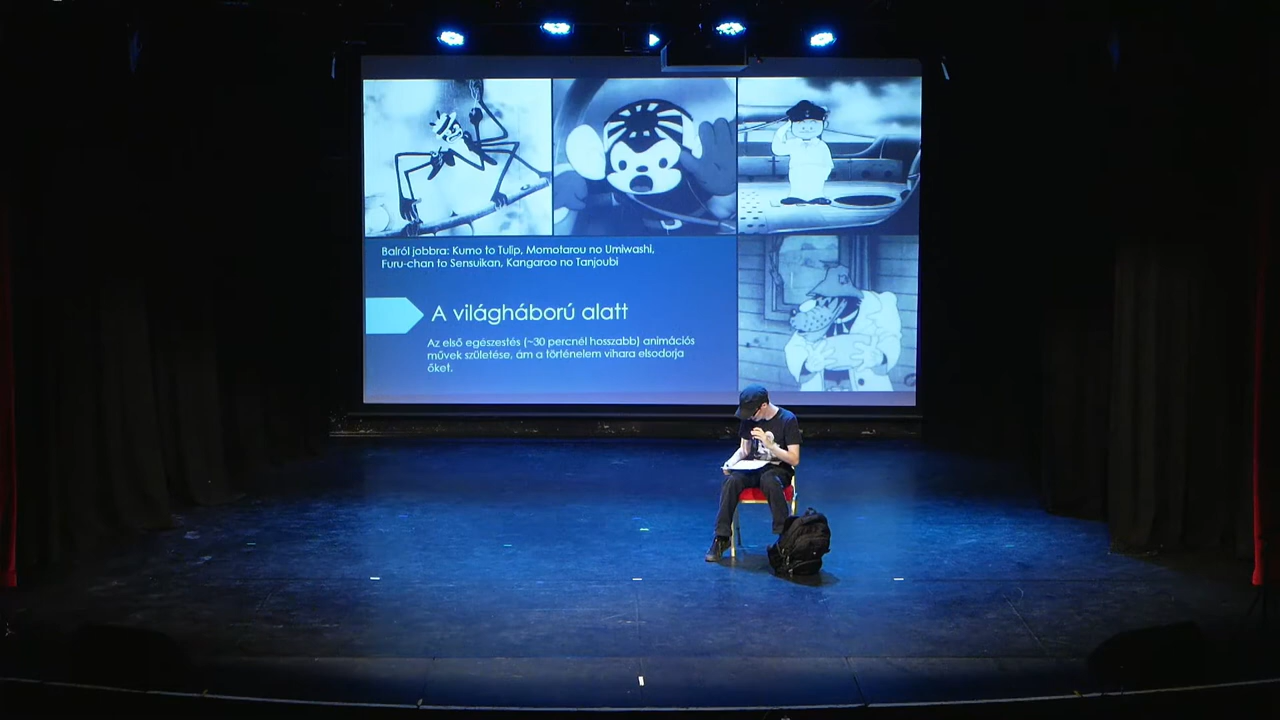 Balról jobbra: Kumo to Tulip, Momotarou no Umiwashi,
Furu-chan to Sensuikan, Kangaroo no Tanjoubi
A világháború alatt
Az első egészestés (~30 percnél hosszabb) animációs
művek születése, ám a történelem vihara elsodorja
őket.